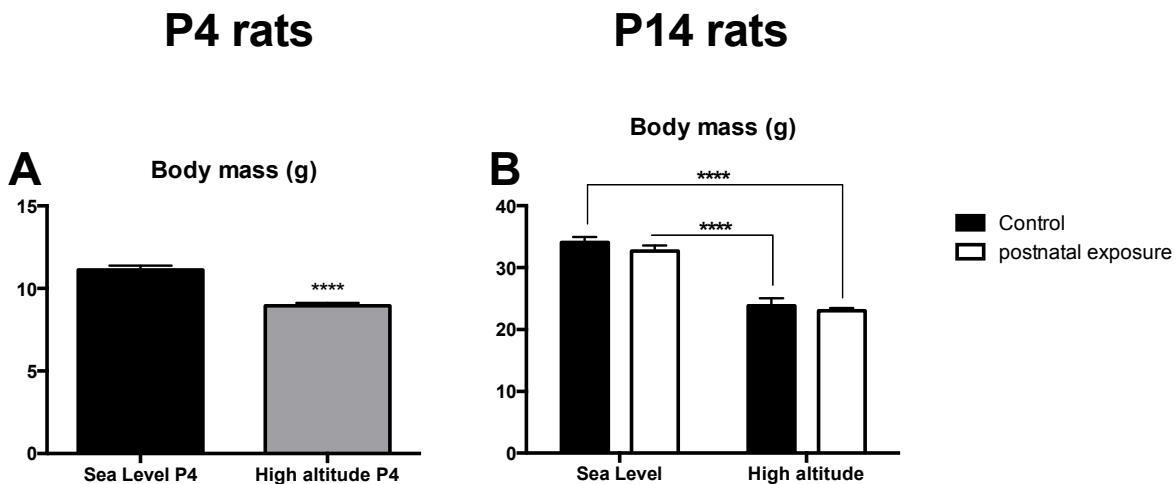 P4 rats
P14 rats
A
Body mass (g)
15
10
5
0
****
Sea Level P4
High altitude P4
B
Body mass (g)
40
30
20
10
0
****
****
Sea Level
High altitude
Control
postnatal exposure